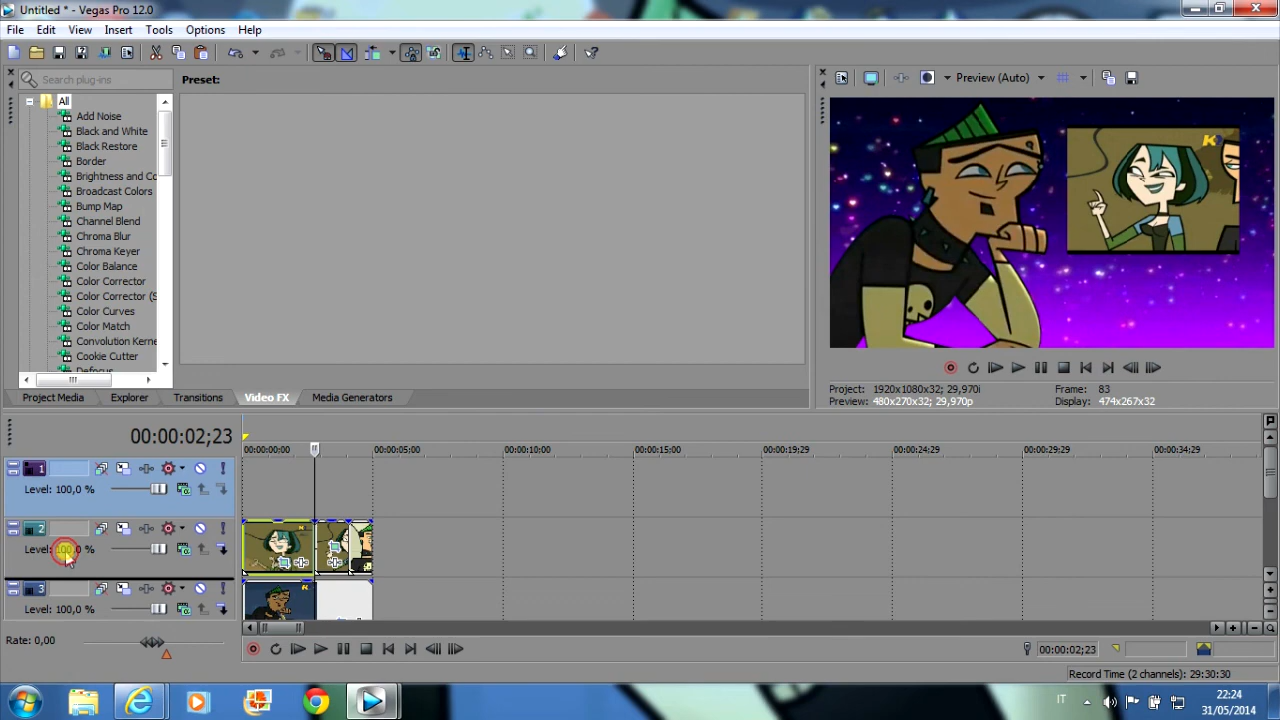 Untitled * - Vegas Pro 12.0
File Edit View Insert Tools Options Help
Search plug-ins
Preset:
Preview (Auto)
All
Add Noise
Black and White
Black Restore
Border
Brightness and Co
Broadcast Colors
Bump Map
Channel Blend
Chroma Blur
Chroma Keyer
Color Balance
Color Corrector
Color Corrector (S
Color Curves
Color Match
Convolution Kerne
Cookie Cutter
Defocus
Project Media Explorer Transitions Video FX Media Generators
Project: 1920x1080x32; 29,970i
Frame: 83
Preview: 480x270x32; 29,970p
Display: 474x267x32
00:00:02;23
00:00:00;00 00:00:05;00 00:00:10;00 00:00:15;00 00:00:19;29 00:00:24;29 00:00:29;29 00:00:34;29
1
Level: 100,0 %
2
Level: 100,0 %
3
Level: 100,0 %
Rate: 0,00
00:00:02;23
Record Time (2 channels): 29:30:30
IT
22:24
31/05/2014